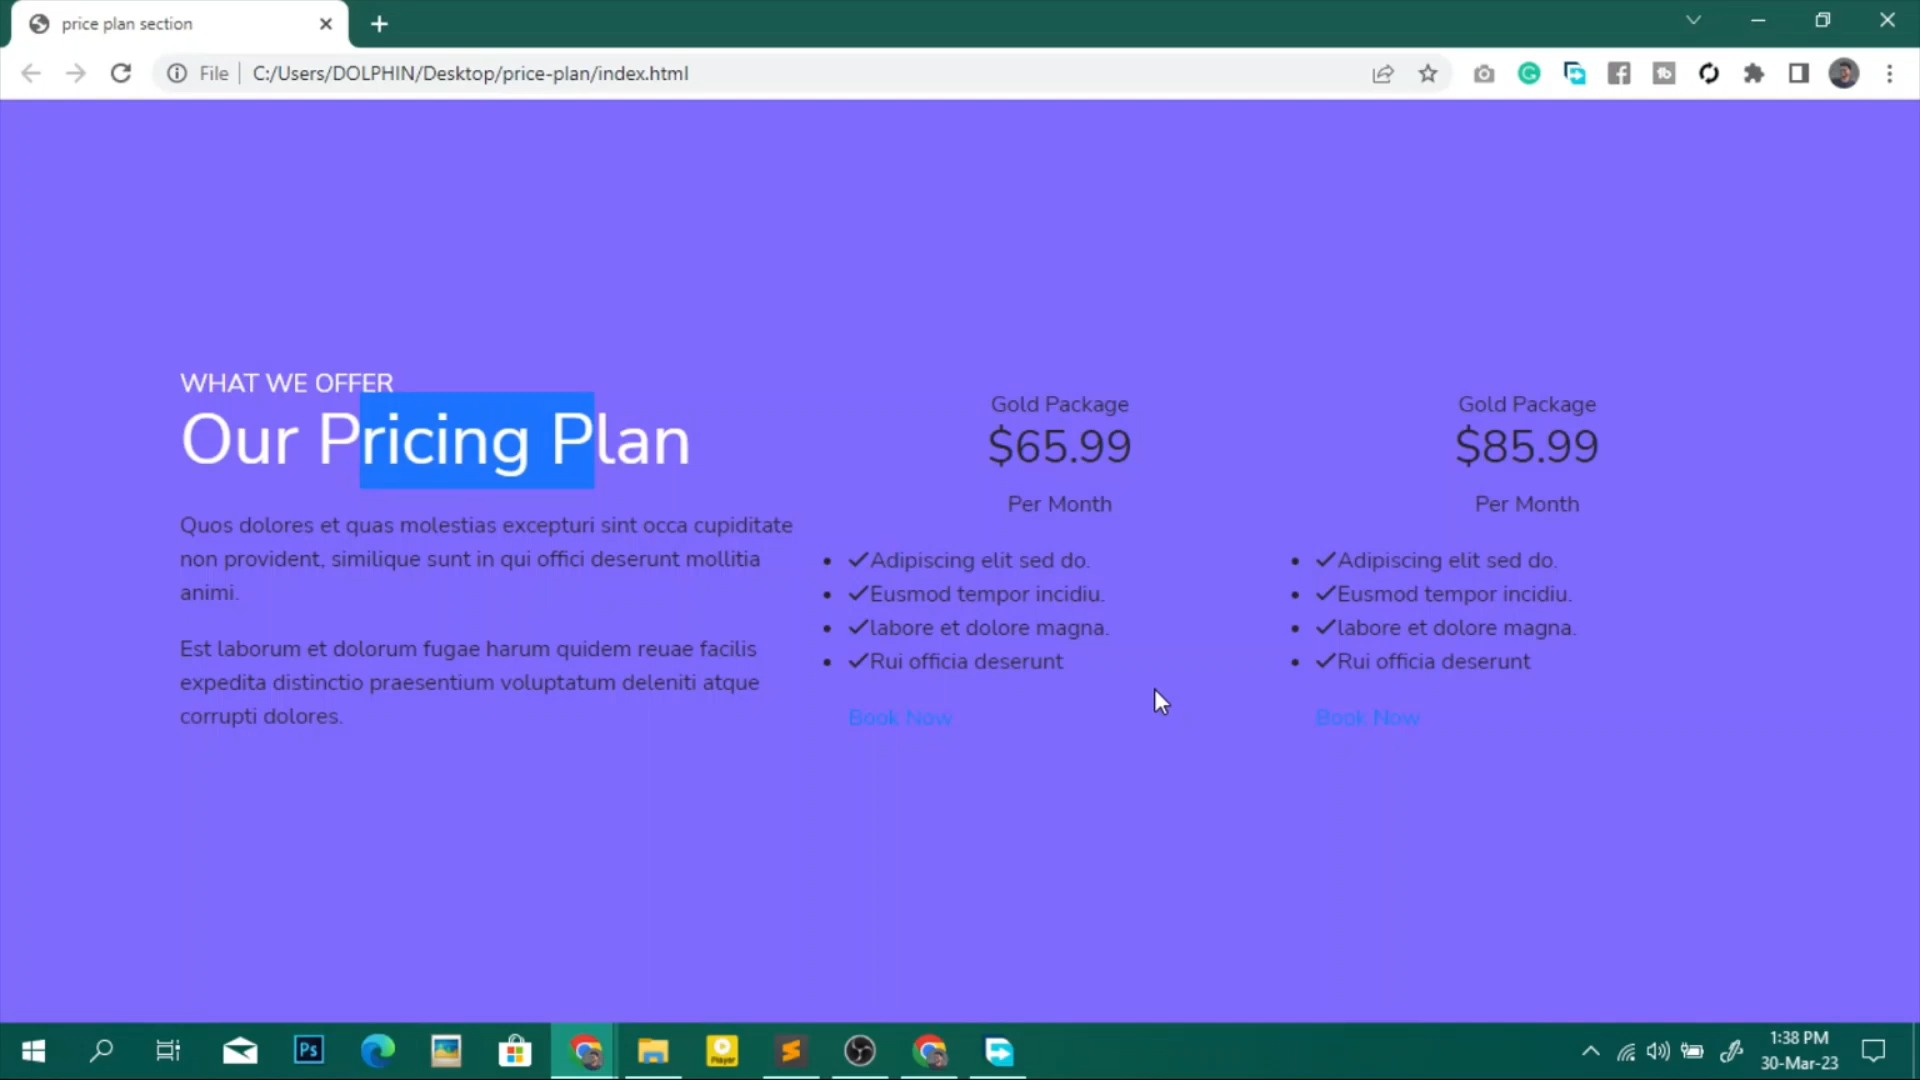 price plan section
File
C:/Users/DOLPHIN/Desktop/price-plan/index.html
WHAT WE OFFER
Our Pricing Plan
Quos dolores et quas molestias excepturi sint occa cupiditate
non provident, similique sunt in qui offici deserunt mollitia
animi.
Est laborum et dolorum fugae harum quidem reuae facilis
expedita distinctio praesentium voluptatum deleniti atque
corrupti dolores.
Gold Package
$65.99
Per Month
Adipiscing elit sed do.
Eusmod tempor incidiu.
labore et dolore magna.
Rui officia deserunt
Book Now
Gold Package
$85.99
Per Month
Adipiscing elit sed do.
Eusmod tempor incidiu.
labore et dolore magna.
Rui officia deserunt
Book Now
Ps
Player
1:38 PM
30-Mar-23